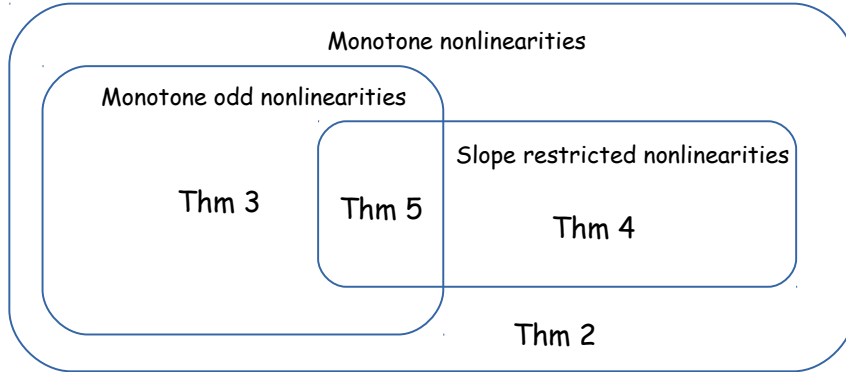 Monotone nonlinearities
Monotone odd nonlinearities
Slope restricted nonlinearities
Thm 3
Thm 5
Thm 4
Thm 2